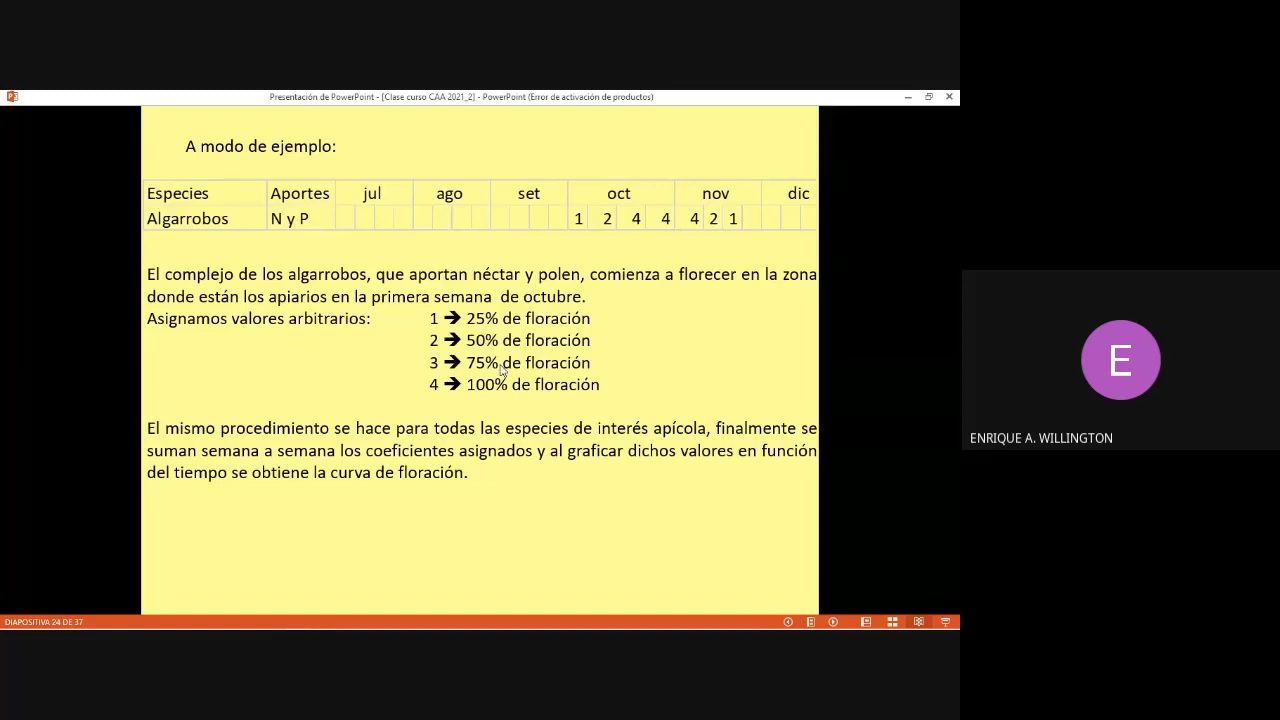 Presentación de PowerPoint - [Clase curso CAA 2021_2] - PowerPoint (Error de activación de productos)
A modo de ejemplo:
Especies Aportes jul ago set oct nov dic
Algarrobos N y P 1 2 4 4 4 2 1
El complejo de los algarrobos, que aportan néctar y polen, comienza a florecer en la zona
donde están los apiarios en la primera semana de octubre.
Asignamos valores arbitrarios: 1 → 25% de floración
2 → 50% de floración
3 → 75% de floración
4 → 100% de floración
El mismo procedimiento se hace para todas las especies de interés apícola, finalmente se
suman semana a semana los coeficientes asignados y al graficar dichos valores en función
del tiempo se obtiene la curva de floración.
E
ENRIQUE A. WILLINGTON
DIAPOSITIVA 24 DE 37